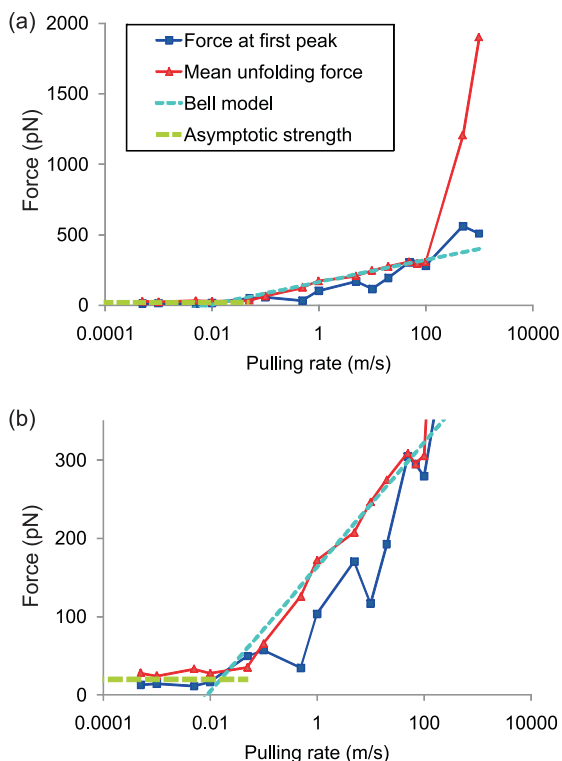 (a)
2000
1500
1000
500
0
Force (pN)
Force at first peak
Mean unfolding force
Bell model
Asymptotic strength
0.0001 0.01 1 100 10000
Pulling rate (m/s)
(b)
300
200
100
0
Force (pN)
0.0001 0.01 1 100 10000
Pulling rate (m/s)